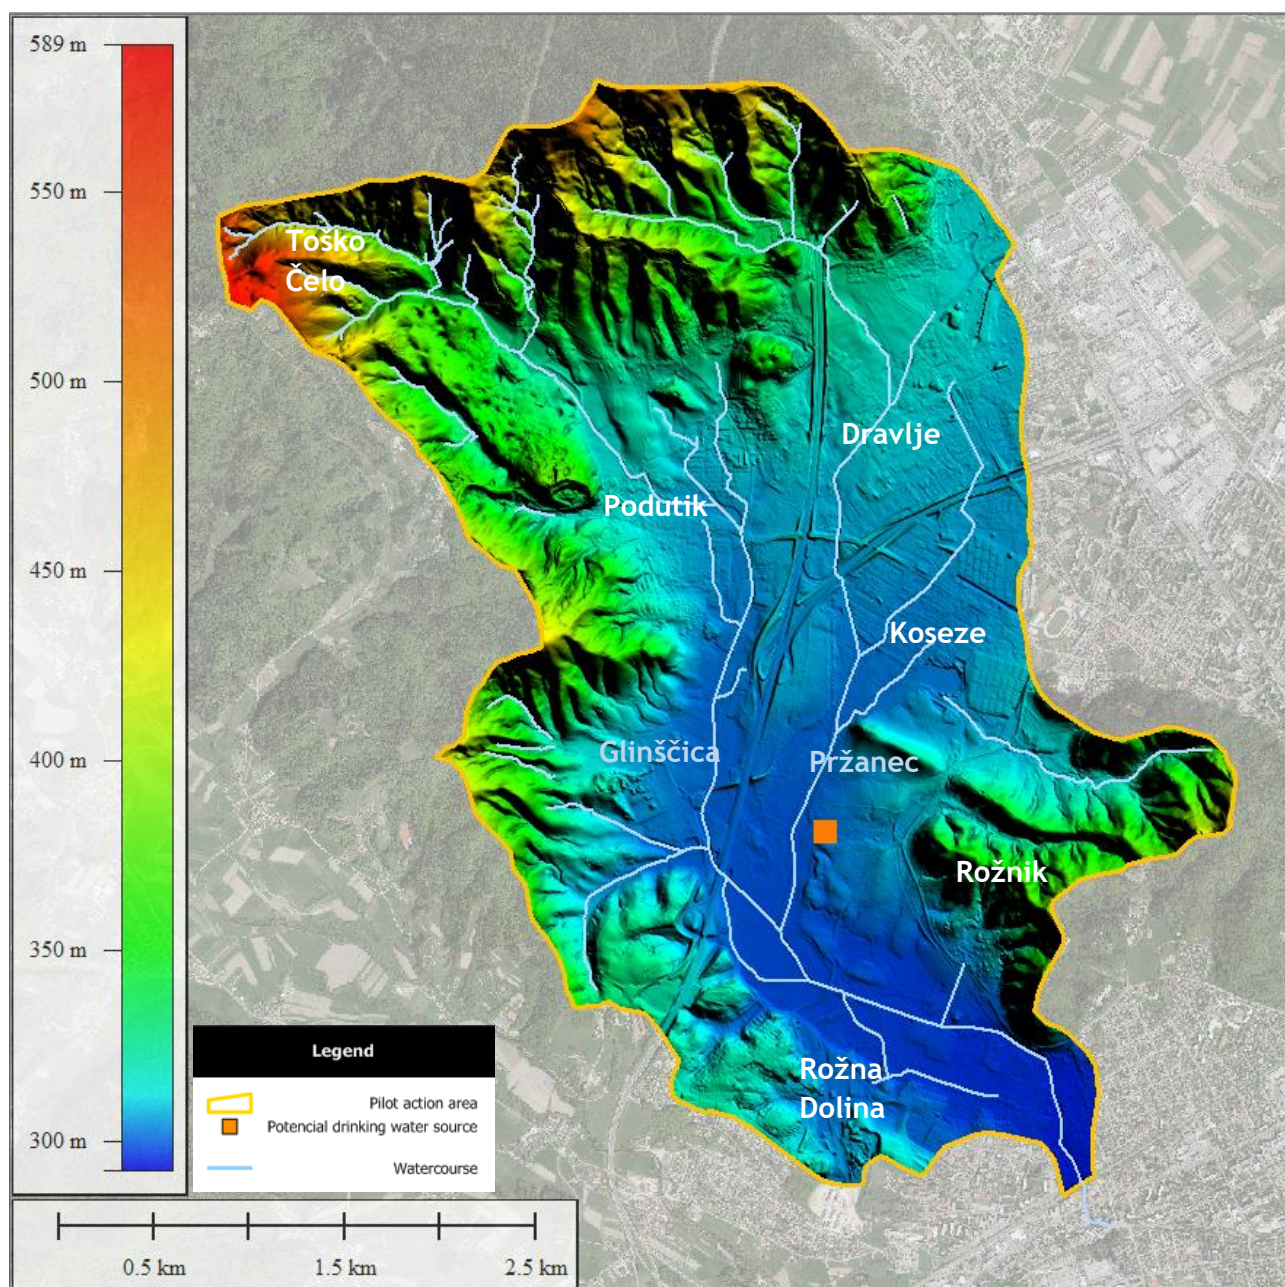 589 m
550 m
500 m
450 m
400 m
350 m
300 m
Toško
Čelo
Dravlje
Podutik
Koseze
Glinščica
Pržanec
Rožnik
Rožna
Dolina
Legend
Pilot action area
Potencial drinking water source
Watercourse
0.5 km
1.5 km
2.5 km